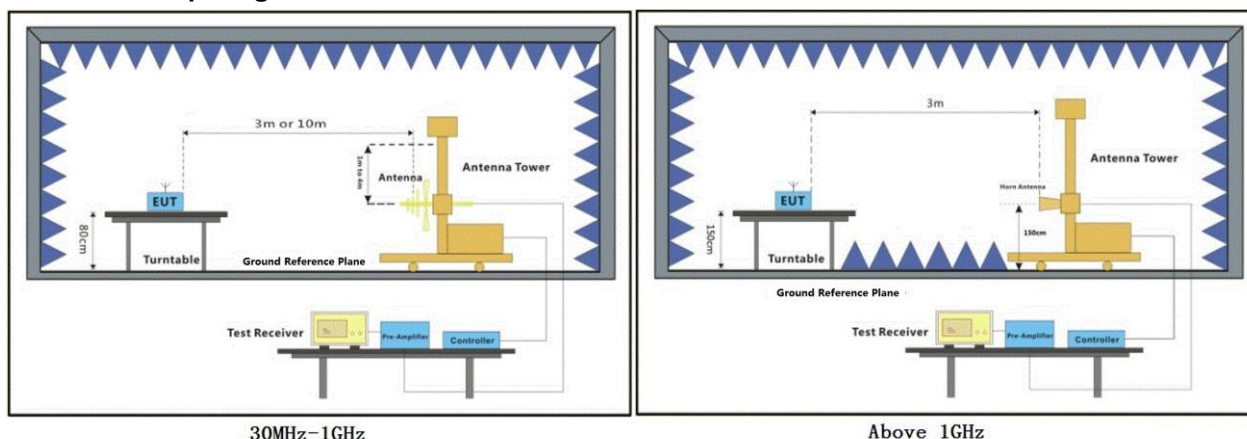 3m or 10m
1m to 4m
Antenna
Antenna Tower
EUT
80cm
Turntable
Ground Reference Plane
Test Receiver
Pre-Amplifier
Controller
30MHz-1GHz
3m
Antenna Tower
Horn Antenna
EUT
150cm
150cm
Turntable
Ground Reference Plane
Test Receiver
Pre-Amplifier
Controller
Above 1GHz